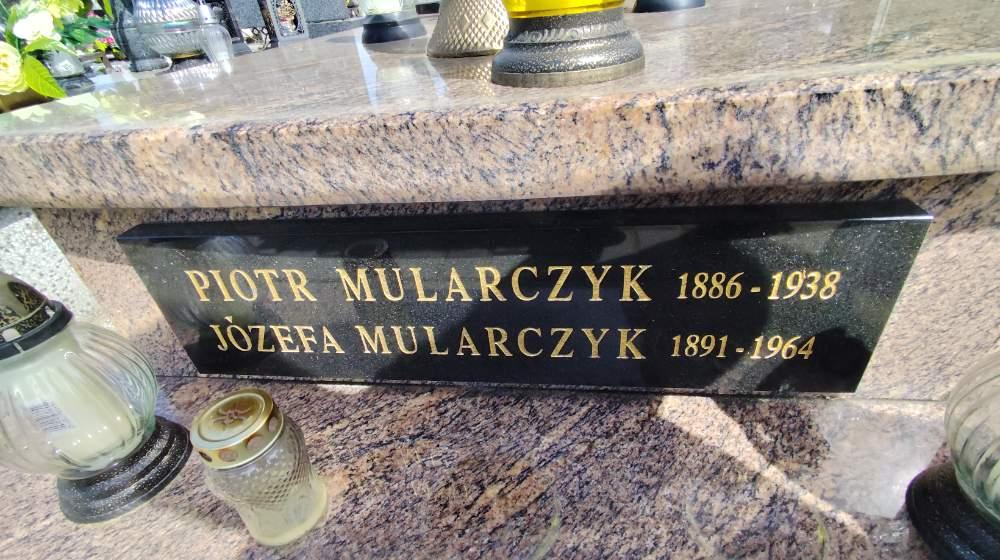 PIOTR MULARCZYK 1886 - 1938
JÓZEFA MULARCZYK 1891 - 1964